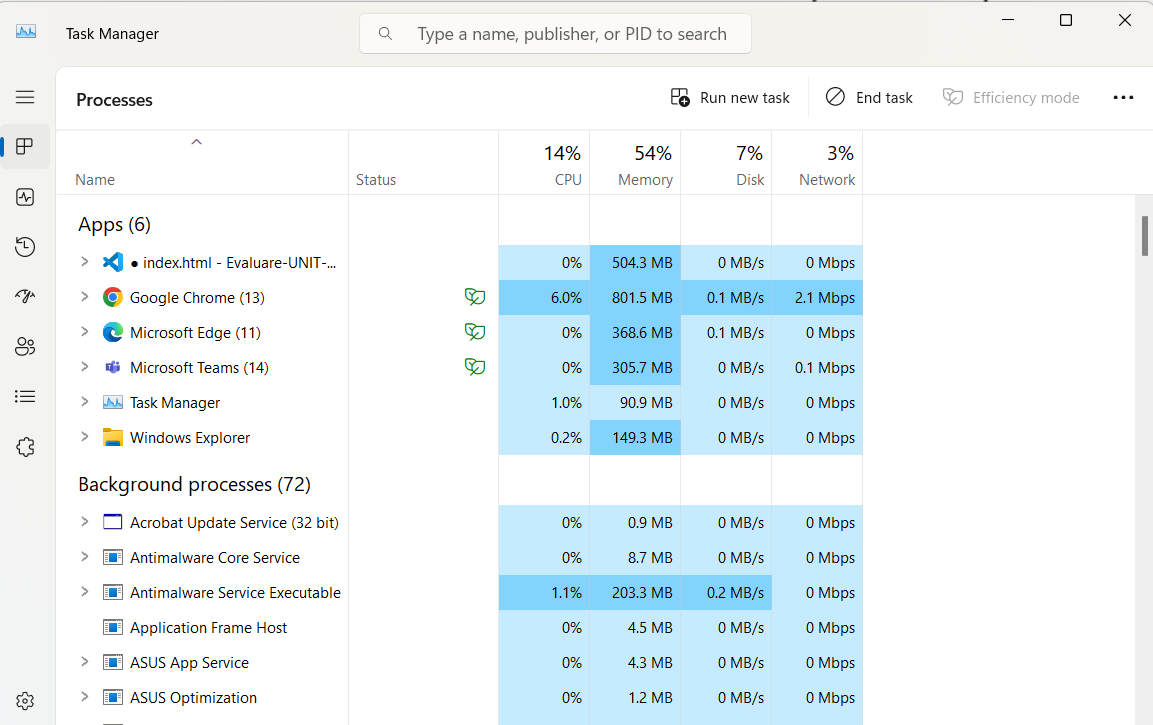 Task Manager
Type a name, publisher, or PID to search
Processes
Run new task
End task
Efficiency mode
14% 54% 7% 3%
Name Status CPU Memory Disk Network
Apps (6)
● index.html - Evaluare-UNIT-... 0% 504.3 MB 0 MB/s 0 Mbps
Google Chrome (13) 6.0% 801.5 MB 0.1 MB/s 2.1 Mbps
Microsoft Edge (11) 0% 368.6 MB 0.1 MB/s 0 Mbps
Microsoft Teams (14) 0% 305.7 MB 0 MB/s 0.1 Mbps
Task Manager 1.0% 90.9 MB 0 MB/s 0 Mbps
Windows Explorer 0.2% 149.3 MB 0 MB/s 0 Mbps
Background processes (72)
Acrobat Update Service (32 bit) 0% 0.9 MB 0 MB/s 0 Mbps
Antimalware Core Service 0% 8.7 MB 0 MB/s 0 Mbps
Antimalware Service Executable 1.1% 203.3 MB 0.2 MB/s 0 Mbps
Application Frame Host 0% 4.5 MB 0 MB/s 0 Mbps
ASUS App Service 0% 4.3 MB 0 MB/s 0 Mbps
ASUS Optimization 0% 1.2 MB 0 MB/s 0 Mbps